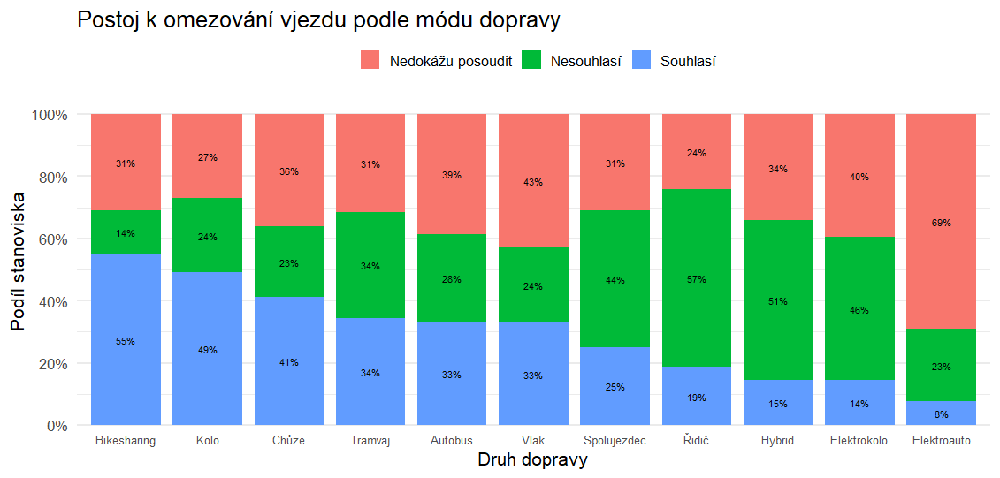 Postoj k omezování vjezdu podle módu dopravy
Nedokážu posoudit Nesouhlasí Souhlasí
Podíl stanoviska
100%
80%
60%
40%
20%
0%
31% 27% 36% 31% 39% 43% 31% 24% 34% 40% 69%
14% 24% 23% 34% 28% 24% 44% 57% 51% 46% 23%
55% 49% 41% 34% 33% 33% 25% 19% 15% 14% 8%
Bikesharing Kolo Chůze Tramvaj Autobus Vlak Spolujezdec Řidič Hybrid Elektrokolo Elektroauto
Druh dopravy